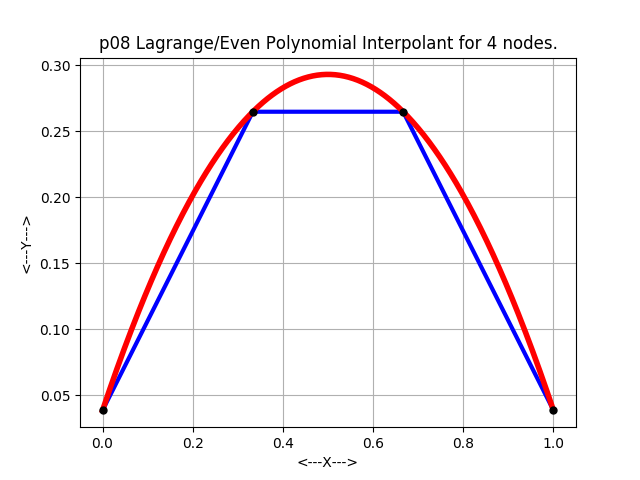 p08 Lagrange/Even Polynomial Interpolant for 4 nodes.
0.30
0.25
0.20
0.15
0.10
0.05
<---Y--->
0.0 0.2 0.4 0.6 0.8 1.0
<---X--->